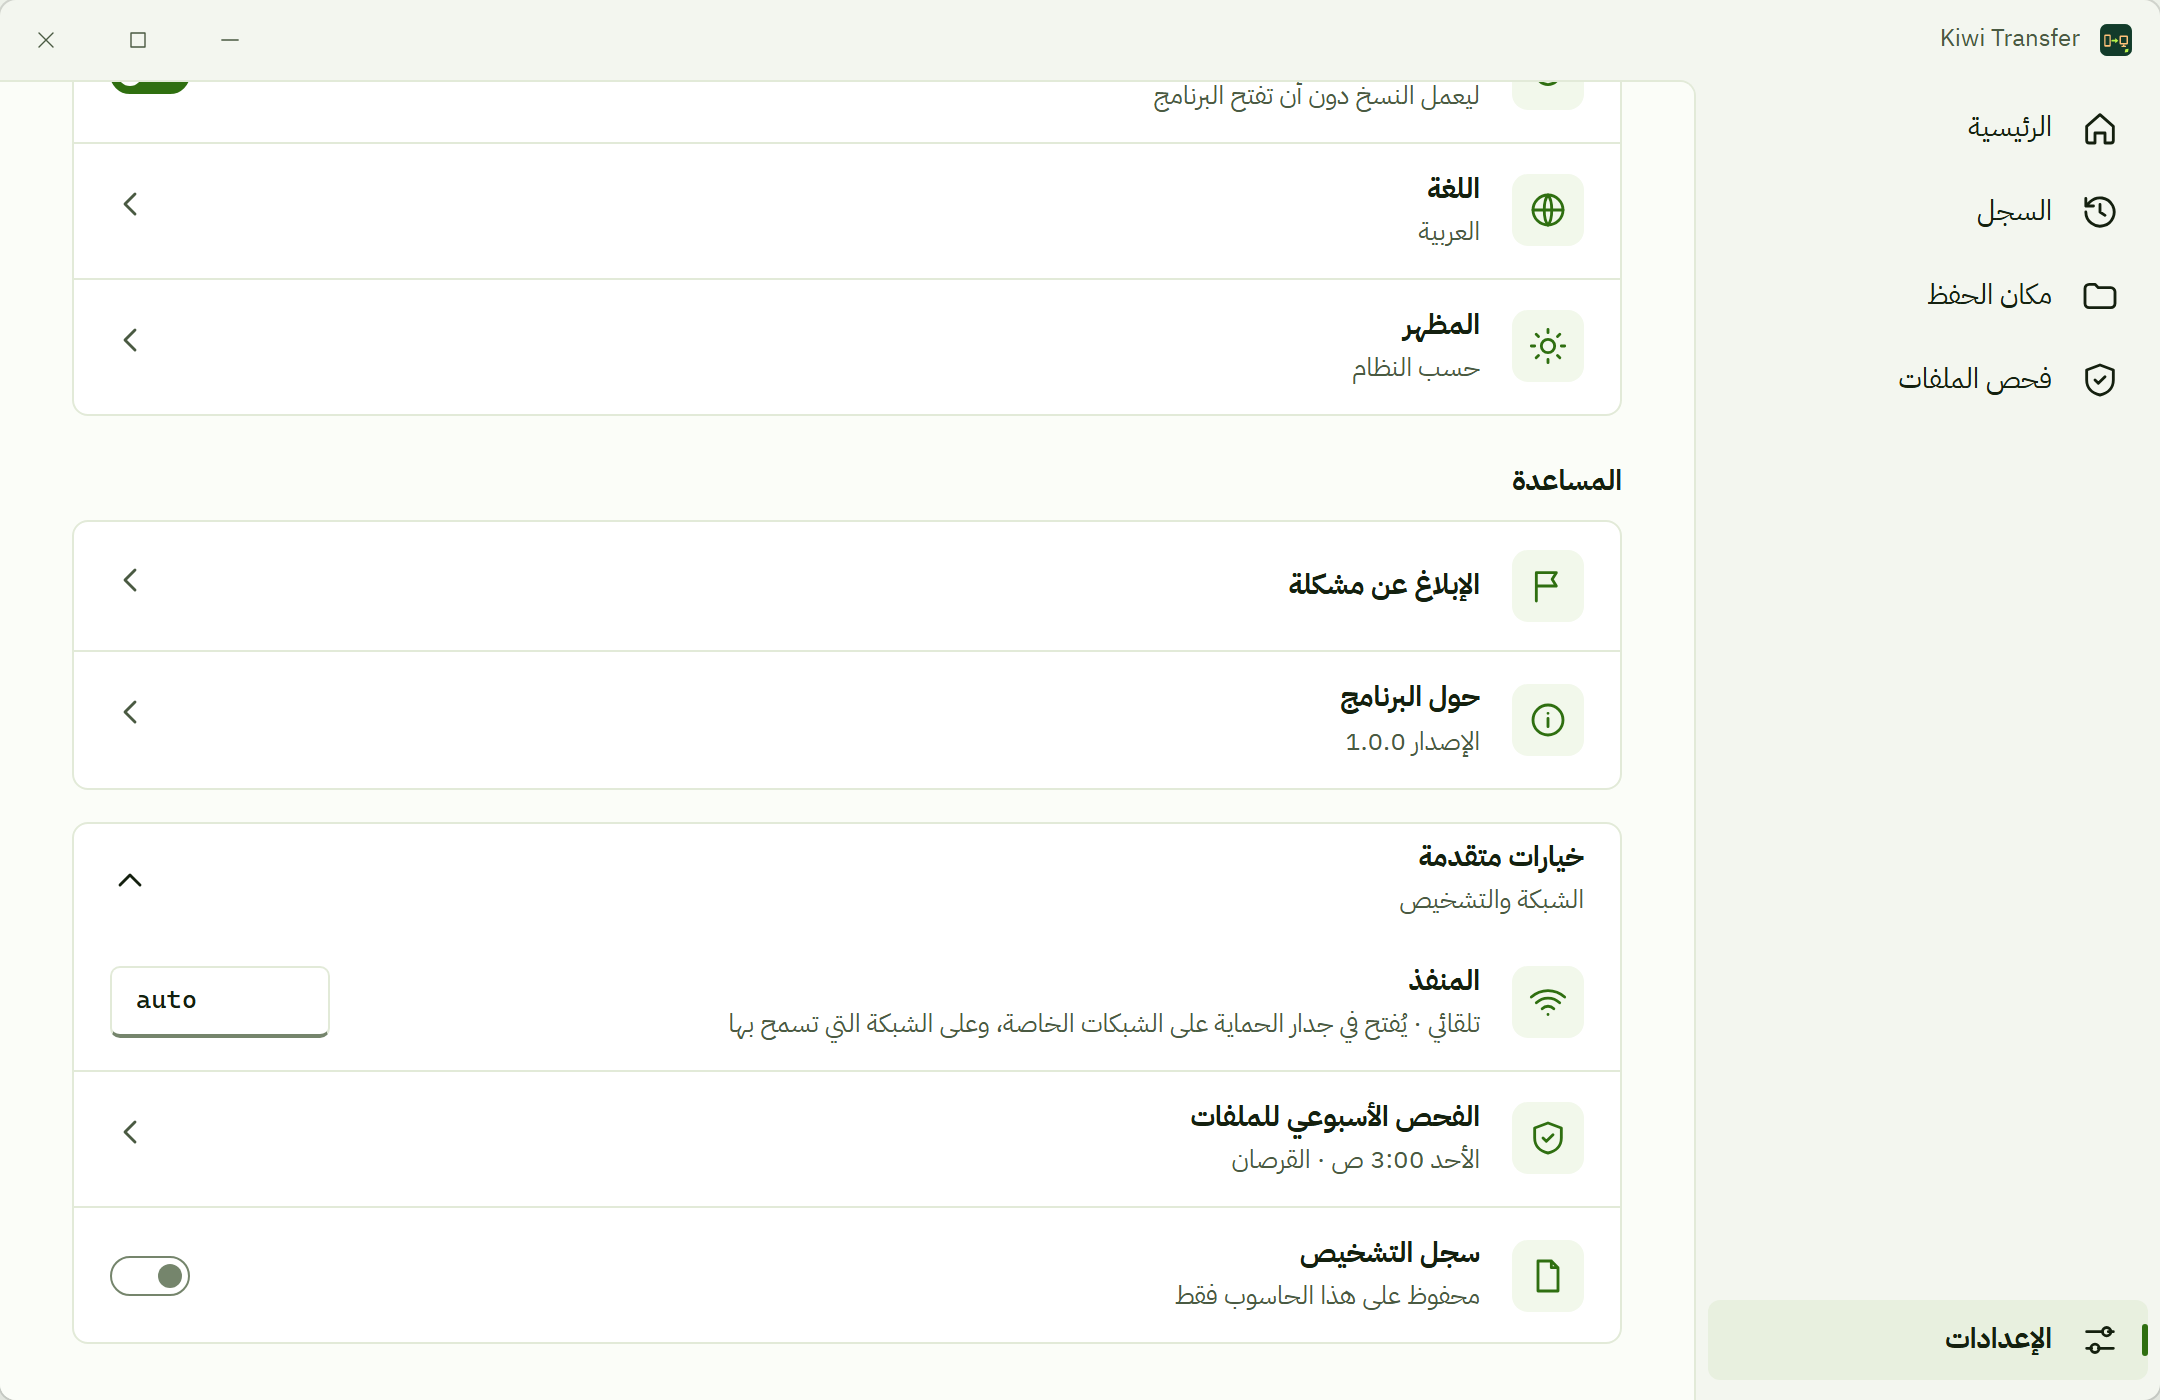 Kiwi Transfer
الرئيسية
السجل
مكان الحفظ
فحص الملفات
الإعدادات
ليعمل النسخ دون أن تفتح البرنامج
اللغة
العربية
المظهر
حسب النظام
المساعدة
الإبلاغ عن مشكلة
حول البرنامج
الإصدار 1.0.0
خيارات متقدمة
الشبكة والتشخيص
المنفذ
تلقائي · يُفتح في جدار الحماية على الشبكات الخاصة، وعلى الشبكة التي تسمح بها
auto
الفحص الأسبوعي للملفات
الأحد 3:00 ص · القرصان
سجل التشخيص
محفوظ على هذا الحاسوب فقط